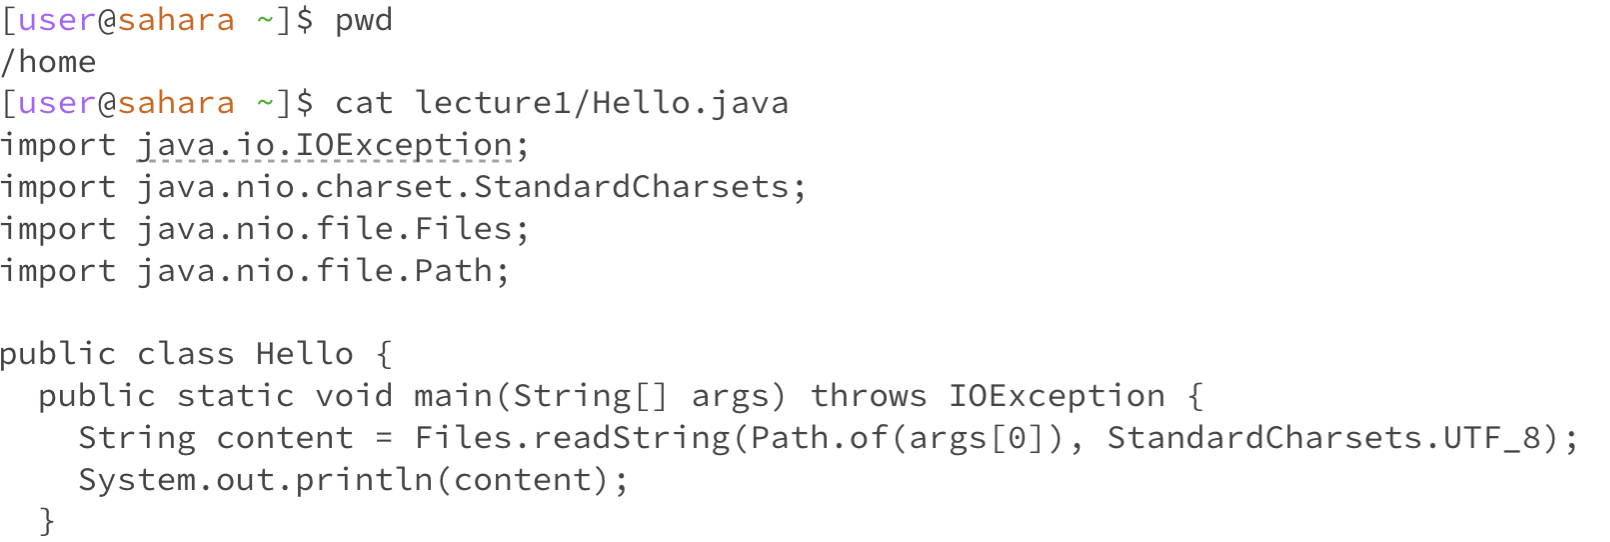 [user@sahara ~]$ pwd
/home
[user@sahara ~]$ cat lecture1/Hello.java
import java.io.IOException;
import java.nio.charset.StandardCharsets;
import java.nio.file.Files;
import java.nio.file.Path;

public class Hello {
  public static void main(String[] args) throws IOException {
    String content = Files.readString(Path.of(args[0]), StandardCharsets.UTF_8);
    System.out.println(content);
  }